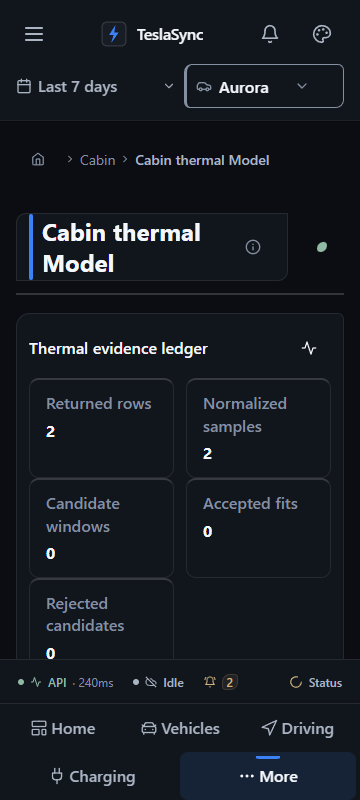 TeslaSync
Last 7 days
Aurora
Cabin
Cabin thermal Model
Cabin thermal
Model
Thermal evidence ledger
Returned rows
2
Normalized
samples
2
Candidate
windows
0
Accepted fits
0
Rejected
candidates
0
API · 240ms
Idle
2
Status
Home
Vehicles
Driving
Charging
More